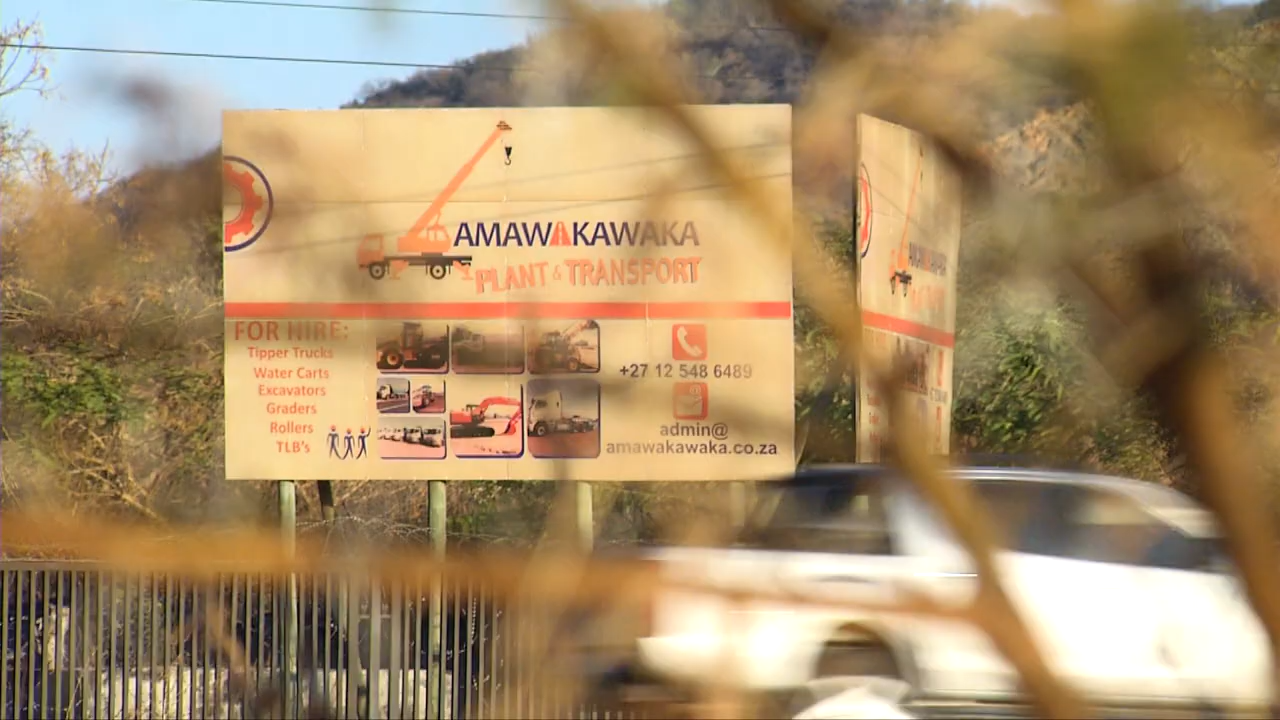 AMAWAKAWAKA
PLANT & TRANSPORT
FOR HIRE:
Tipper Trucks
Water Carts
Excavators
Graders
Rollers
TLB's
+27 12 548 6489
admin@
amawakawaka.co.za